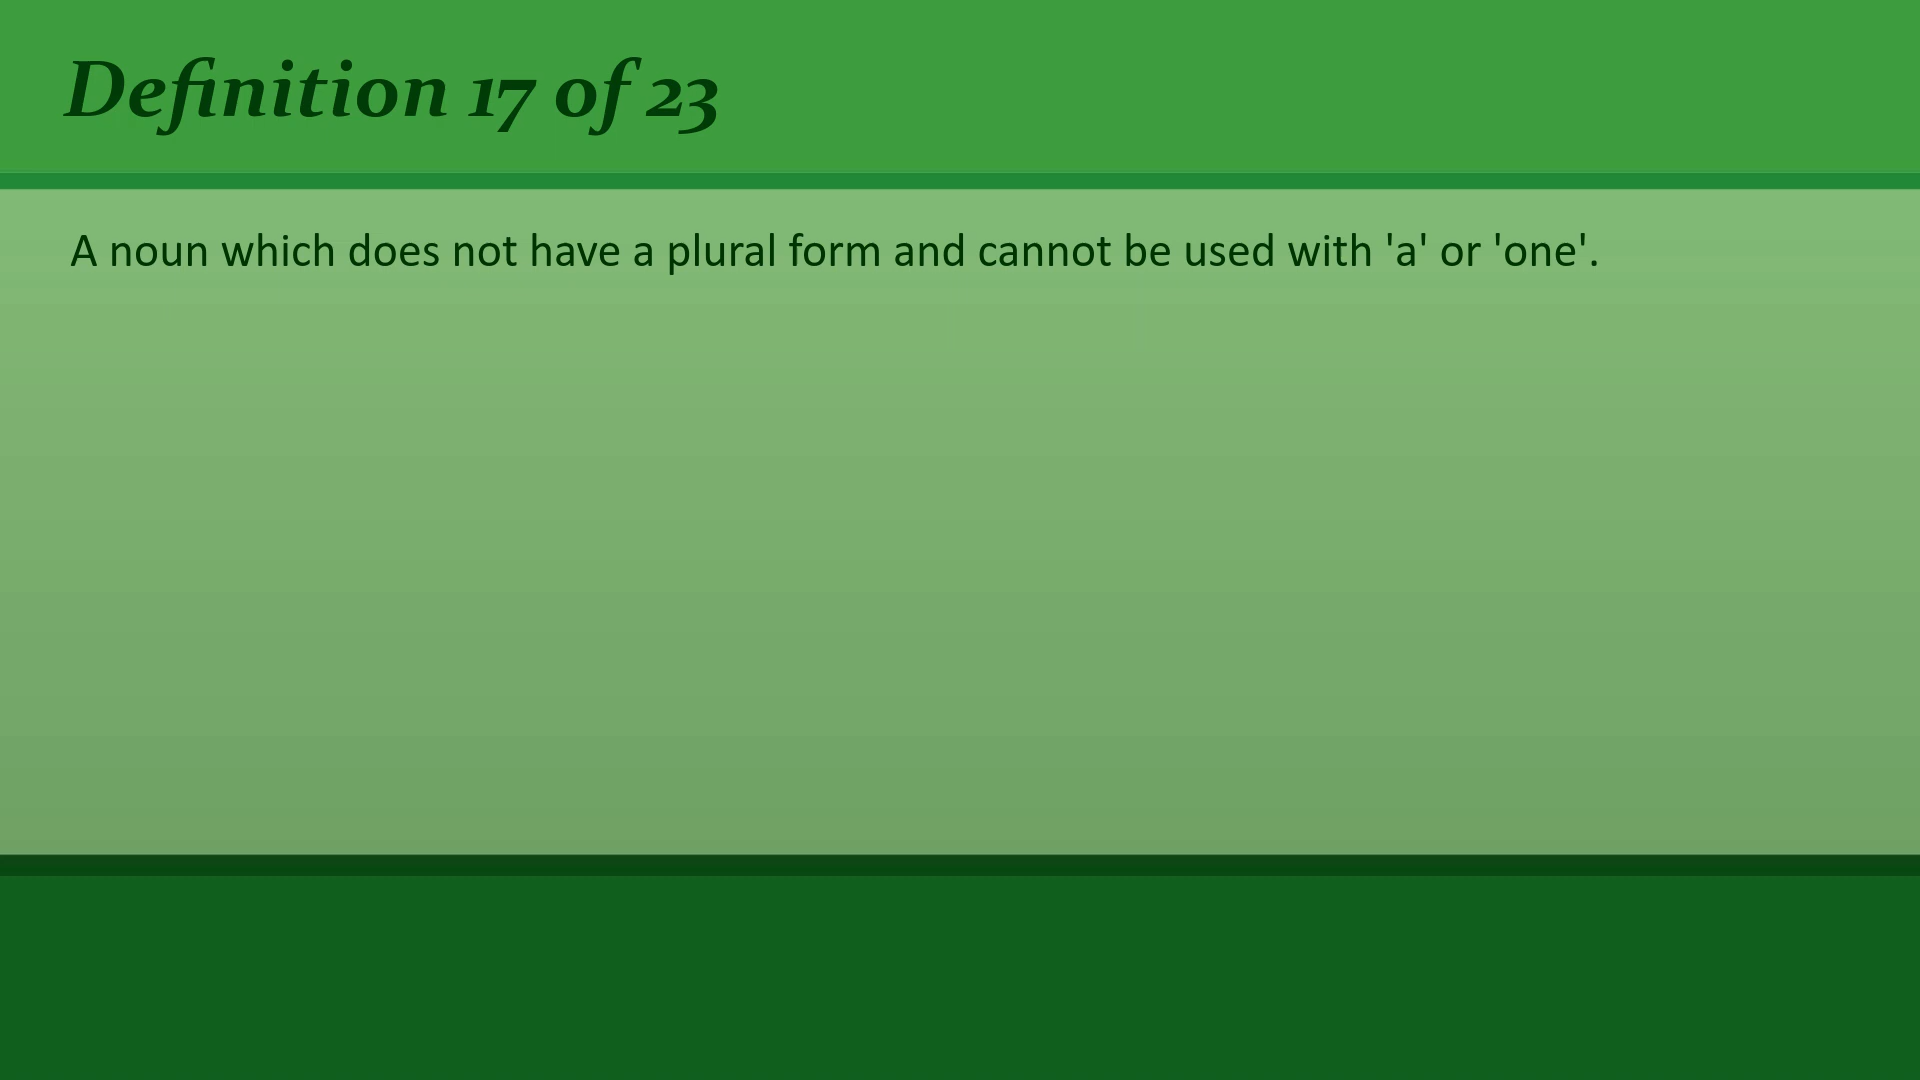 Definition 17 of 23
A noun which does not have a plural form and cannot be used with 'a' or 'one'.